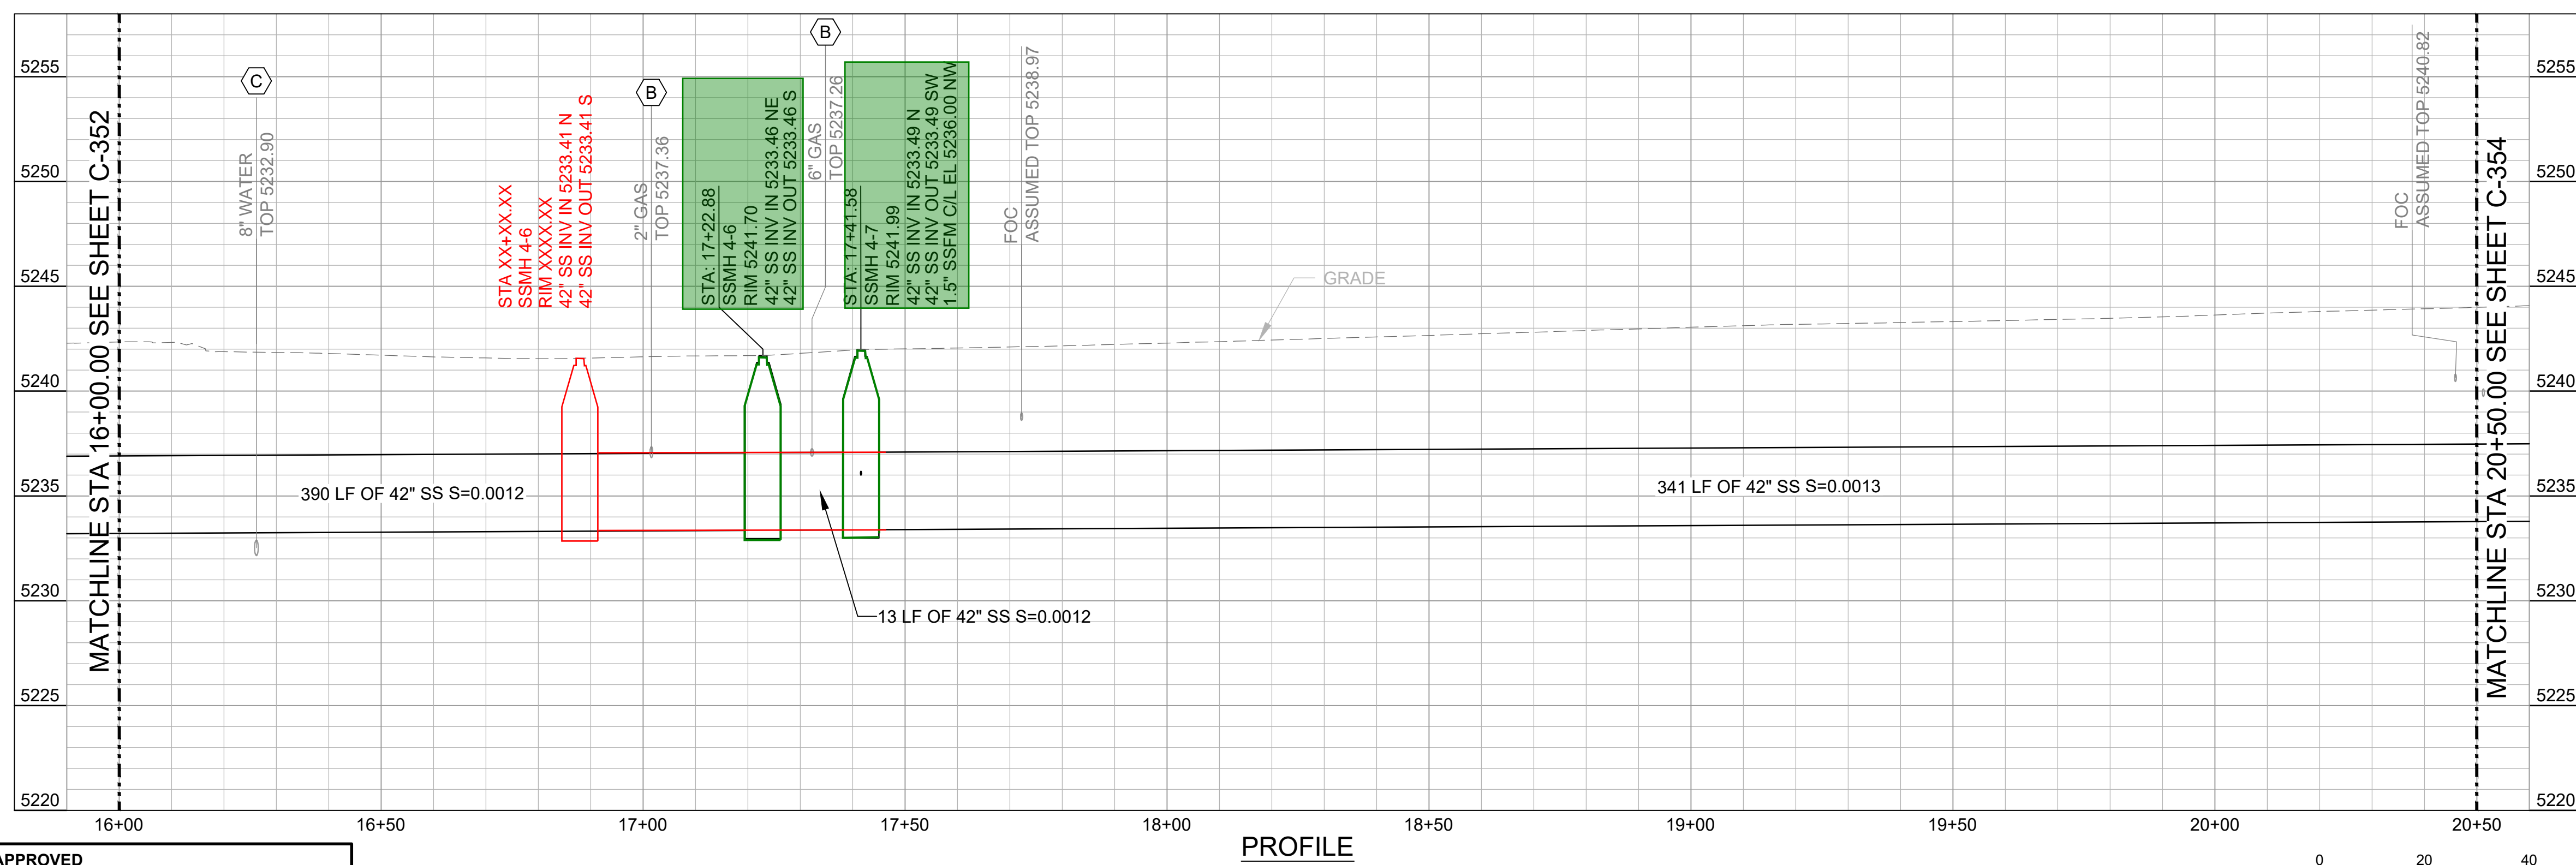 B
C
B
5255
5250
5245
5240
5235
5230
5225
5220
MATCHLINE STA 16+00.00 SEE SHEET C-352
8" WATER
TOP 5232.90
STA XX+XX.XX
SSMH 4-6
RIM XXXX.XX
42" SS INV IN 5233.41 N
42" SS INV OUT 5233.41 S
2" GAS
TOP 5237.36
STA: 17+22.88
SSMH 4-6
RIM 5241.70
42" SS INV IN 5233.46 NE
42" SS INV OUT 5233.46 S
6" GAS
TOP 5237.26
STA: 17+41.58
SSMH 4-7
RIM 5241.99
42" SS INV IN 5233.49 N
42" SS INV OUT 5233.49 SW
1.5" SSFM C/L EL 5236.00 NW
FOC
ASSUMED TOP 5238.97
GRADE
FOC
ASSUMED TOP 5240.82
MATCHLINE STA 20+50.00 SEE SHEET C-354
5255
5250
5245
5240
5235
5230
5225
5220
390 LF OF 42" SS S=0.0012
341 LF OF 42" SS S=0.0013
13 LF OF 42" SS S=0.0012
16+00
16+50
17+00
17+50
18+00
18+50
19+00
19+50
20+00
20+50
PROFILE
APPROVED
0 20 40